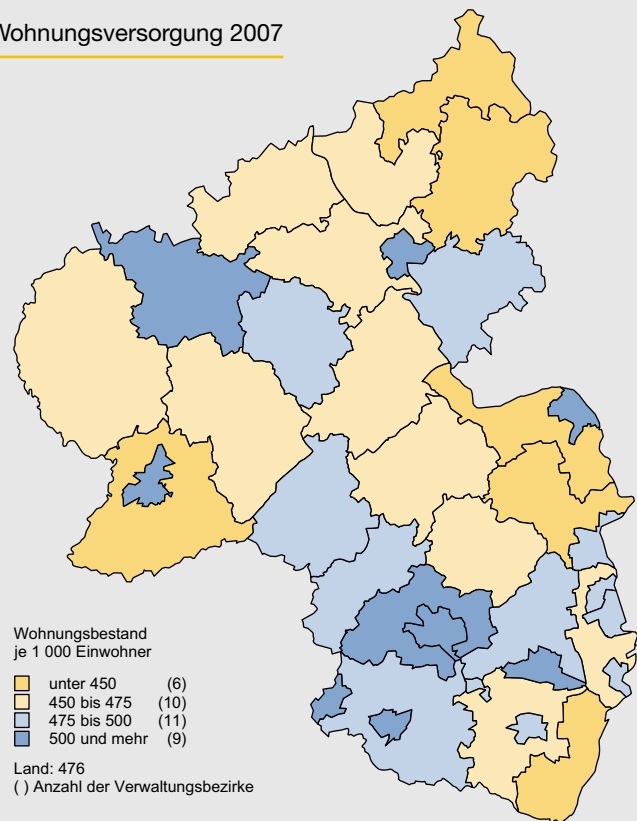 Wohnungsversorgung 2007
Wohnungsbestand
je 1 000 Einwohner
unter 450 (6)
450 bis 475 (10)
475 bis 500 (11)
500 und mehr (9)
Land: 476
( ) Anzahl der Verwaltungsbezirke